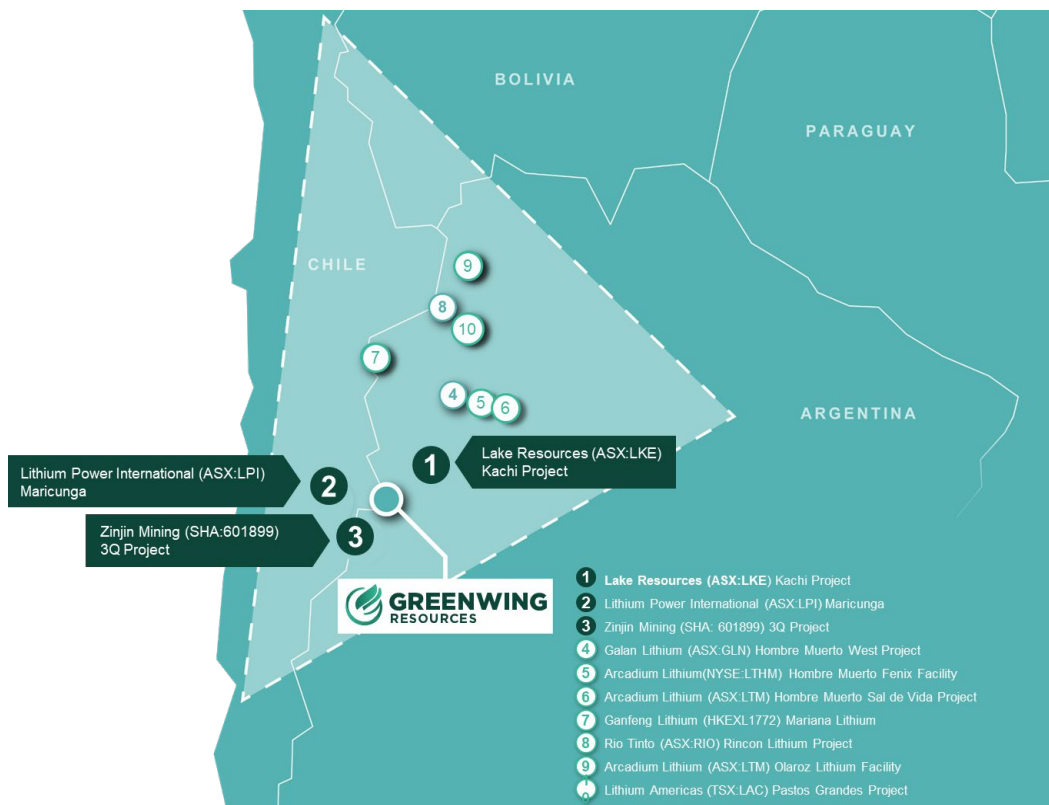 BOLIVIA
PARAGUAY
CHILE
9
8
10
7
4
5
6
ARGENTINA
1
Lake Resources (ASX:LKE)
Kachi Project
Lithium Power International (ASX:LPI)
Maricunga
2
Zinjin Mining (SHA:601899)
3Q Project
3
GREENWING
RESOURCES
1 Lake Resources (ASX:LKE) Kachi Project
2 Lithium Power International (ASX:LPI) Maricunga
3 Zinjin Mining (SHA: 601899) 3Q Project
4 Galan Lithium (ASX:GLN) Hombre Muerto West Project
5 Arcadium Lithium(NYSE:LTHM) Hombre Muerto Fenix Facility
6 Arcadium Lithium (ASX:LTM) Hombre Muerto Sal de Vida Project
7 Ganfeng Lithium (HKEXL1772) Mariana Lithium
8 Rio Tinto (ASX:RIO) Rincon Lithium Project
9 Arcadium Lithium (ASX:LTM) Olaroz Lithium Facility
10 Lithium Americas (TSX:LAC) Pastos Grandes Project